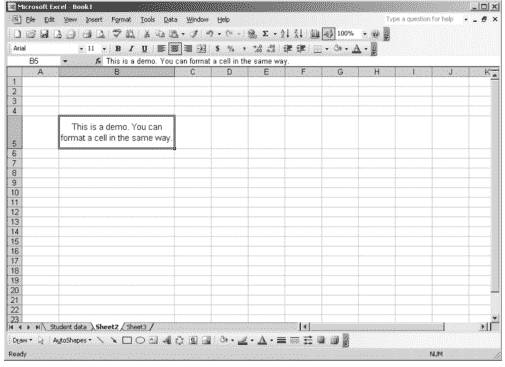 Microsoft Excel - Book1
File Edit View Insert Format Tools Data Window Help Type a question for help
100%
Arial 11 B I U $ % ,
B5 fx This is a demo. You can format a cell in the same way.
A B C D E F G H I J K
1
2
3
4
This is a demo. You can
5 format a cell in the same way.
6
7
8
9
10
11
12
13
14
15
16
17
18
19
20
21
22
23
Student data Sheet2 Sheet3
Draw AutoShapes
Ready NUM